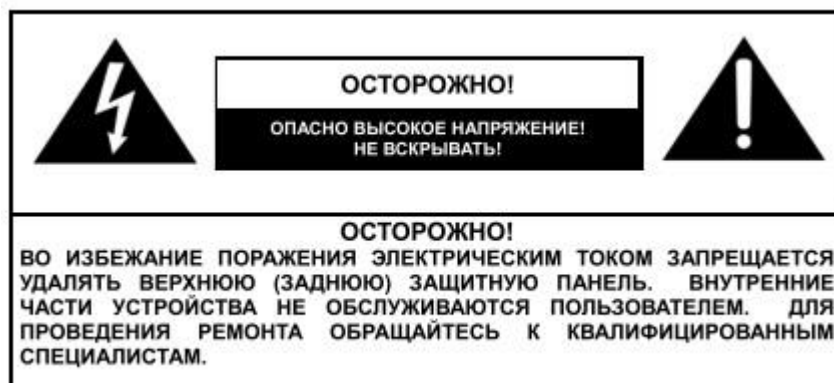 ОСТОРОЖНО!
ОПАСНО ВЫСОКОЕ НАПРЯЖЕНИЕ!
НЕ ВСКРЫВАТЬ!
ОСТОРОЖНО!
ВО ИЗБЕЖАНИЕ ПОРАЖЕНИЯ ЭЛЕКТРИЧЕСКИМ ТОКОМ ЗАПРЕЩАЕТСЯ
УДАЛЯТЬ ВЕРХНЮЮ (ЗАДНЮЮ) ЗАЩИТНУЮ ПАНЕЛЬ. ВНУТРЕННИЕ
ЧАСТИ УСТРОЙСТВА НЕ ОБСЛУЖИВАЮТСЯ ПОЛЬЗОВАТЕЛЕМ. ДЛЯ
ПРОВЕДЕНИЯ РЕМОНТА ОБРАЩАЙТЕСЬ К КВАЛИФИЦИРОВАННЫМ
СПЕЦИАЛИСТАМ.